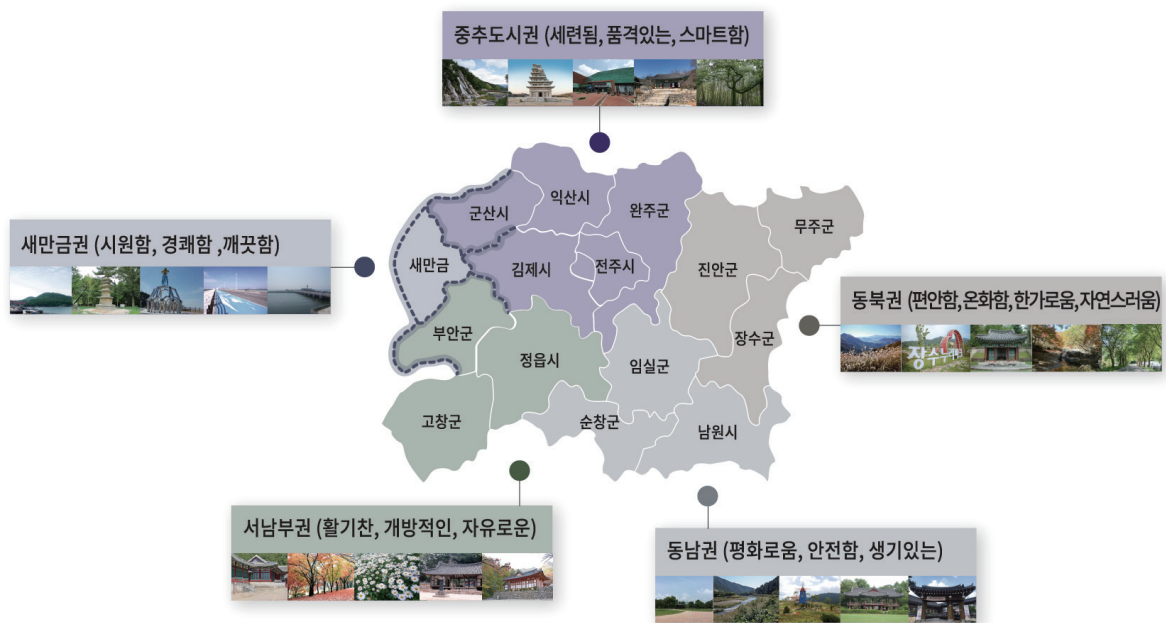 중추도시권 (세련됨, 품격있는, 스마트함)
익산시
군산시
완주군
무주군
새만금권 (시원함, 경쾌함 ,깨끗함)
새만금
김제시
전주시
진안군
동북권 (편안함,온화함,한가로움,자연스러움)
부안군
장수군
정읍시
임실군
장수
고창군
순창군
남원시
서남부권 (활기찬, 개방적인, 자유로운)
동남권 (평화로움, 안전함, 생기있는)